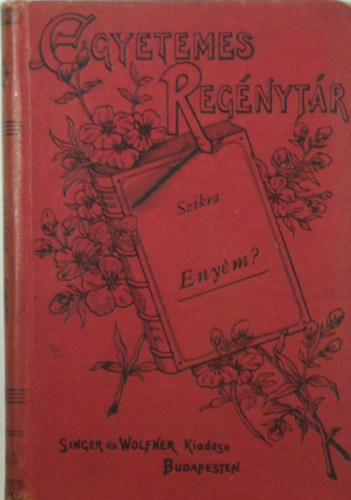 EGYETEMES
REGÉNYTÁR
Szikra
Enyém?
SINGER és WOLFNER Kiadása
BUDAPESTEN